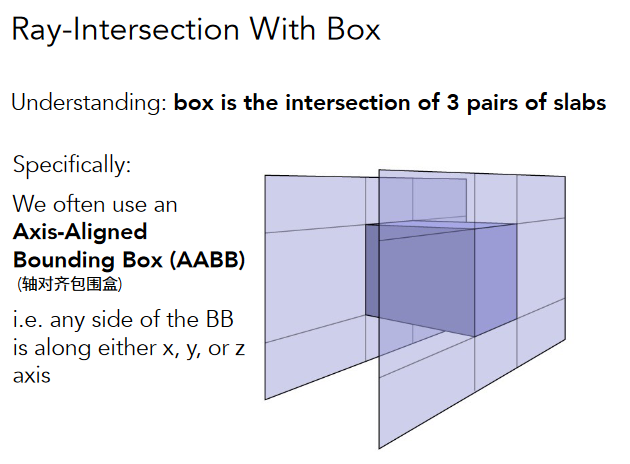 Ray-Intersection With Box
Understanding: box is the intersection of 3 pairs of slabs
Specifically:
We often use an
Axis-Aligned
Bounding Box (AABB)
(轴对齐包围盒)
i.e. any side of the BB
is along either x, y, or z
axis